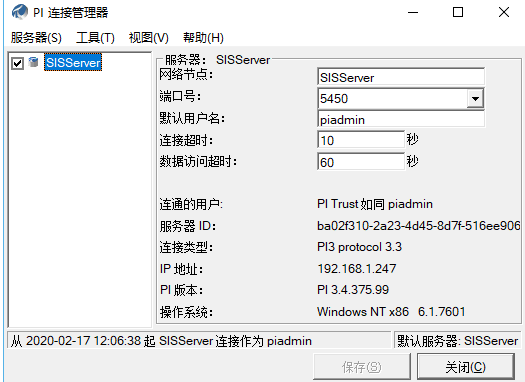 PI 连接管理器
服务器(S) 工具(T) 视图(V) 帮助(H)
SISServer
服务器： SISServer
网络节点： SISServer
端口号： 5450
默认用户名： piadmin
连接超时： 10 秒
数据访问超时： 60 秒
连通的用户: PI Trust 如同 piadmin
服务器 ID: ba02f310-2a23-4d45-8d7f-516ee906
连接类型: PI3 protocol 3.3
IP 地址: 192.168.1.247
PI 版本: PI 3.4.375.99
操作系统: Windows NT x86 6.1.7601
从 2020-02-17 12:06:38 起 SISServer 连接作为 piadmin 默认服务器: SISServer
保存(S) 关闭(C)